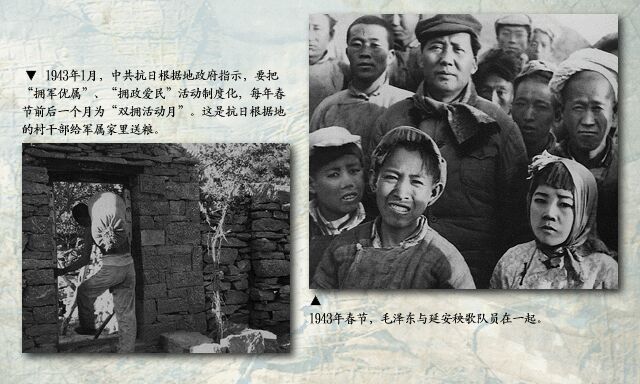 ▼ 1943年1月，中共抗日根据地政府指示，要把
“拥军优属”、“拥政爱民”活动制度化，每年春
节前后一个月为“双拥活动月”。这是抗日根据地
的村干部给军属家里送粮。
▲
1943年春节，毛泽东与延安秧歌队员在一起。